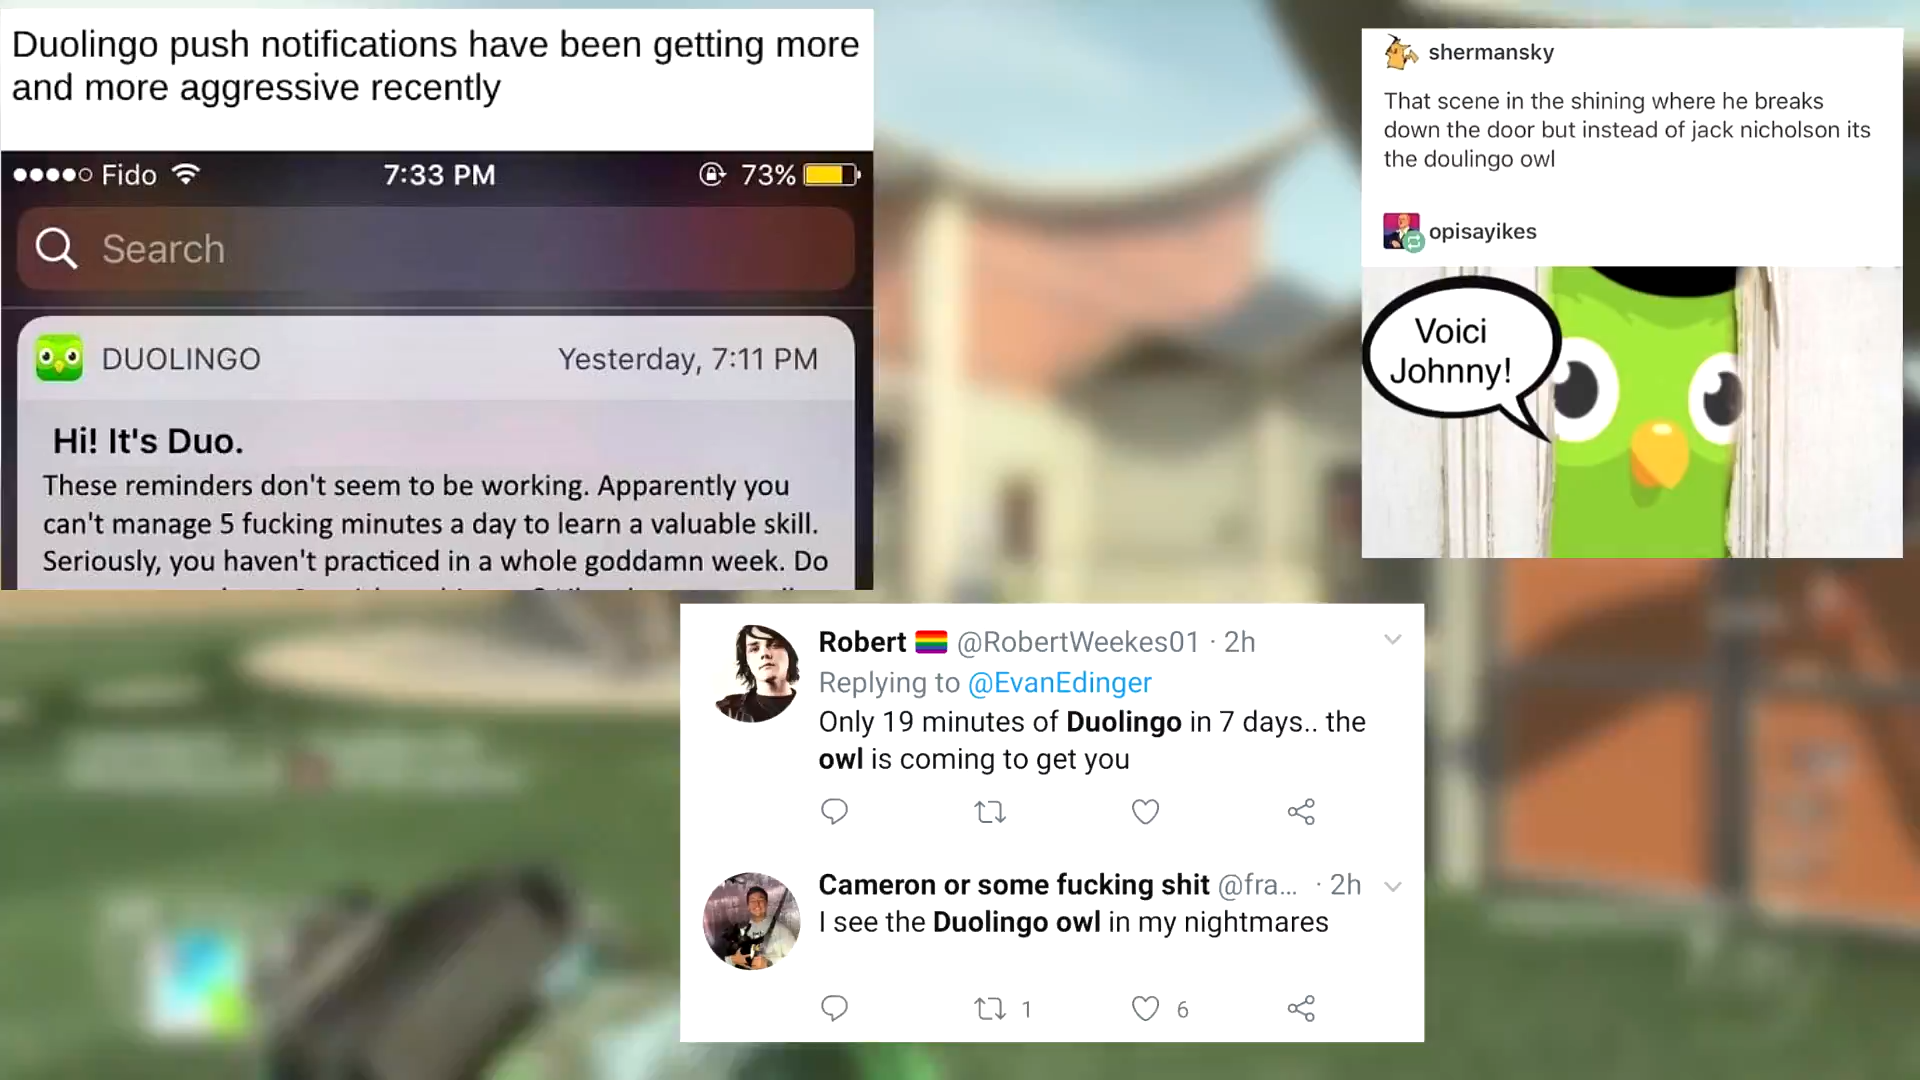 Duolingo push notifications have been getting more
and more aggressive recently
Fido
7:33 PM
73%
Search
DUOLINGO
Yesterday, 7:11 PM
Hi! It's Duo.
These reminders don't seem to be working. Apparently you
can't manage 5 fucking minutes a day to learn a valuable skill.
Seriously, you haven't practiced in a whole goddamn week. Do
shermansky
That scene in the shining where he breaks
down the door but instead of jack nicholson its
the doulingo owl
opisayikes
Voici
Johnny!
Robert @RobertWeekes01 · 2h
Replying to @EvanEdinger
Only 19 minutes of Duolingo in 7 days.. the
owl is coming to get you
Cameron or some fucking shit @fra... · 2h
I see the Duolingo owl in my nightmares
1
6